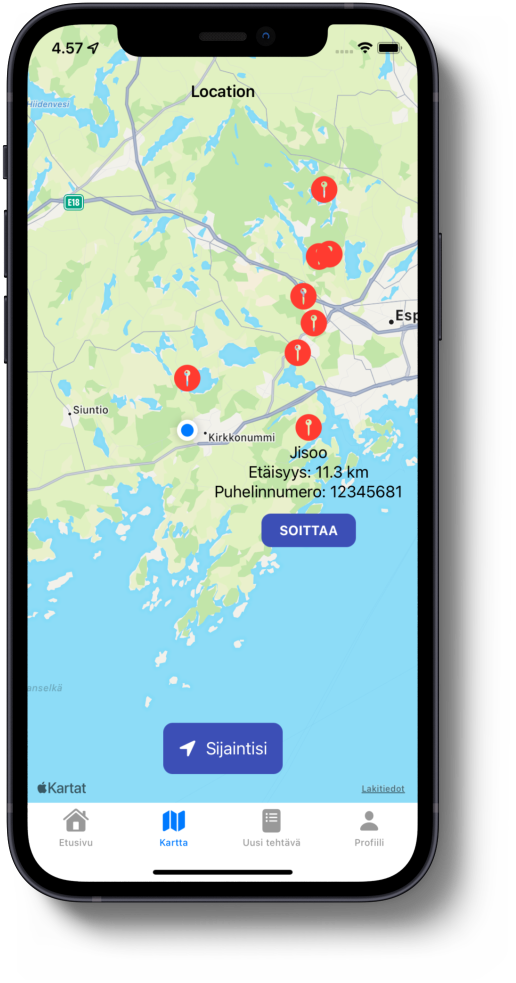 4.57
Location
Hiidenvesi
E18
Esp
Siuntio
Kirkkonummi
Jisoo
Etäisyys: 11.3 km
Puhelinnumero: 12345681
SOITTAA
anselkä
Sijaintisi
Kartat
Lakitiedot
Etusivu
Kartta
Uusi tehtävä
Profiili